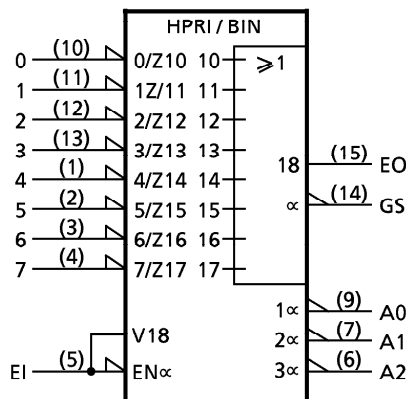 HPRI / BIN
0 (10) 0/Z10 10 ⩾1
1 (11) 1Z/11 11
2 (12) 2/Z12 12
3 (13) 3/Z13 13
4 (1) 4/Z14 14 18 (15) EO
5 (2) 5/Z15 15 ∝ (14) GS
6 (3) 6/Z16 16
7 (4) 7/Z17 17
1∝ (9) A0
V18 2∝ (7) A1
EI (5) EN∝ 3∝ (6) A2